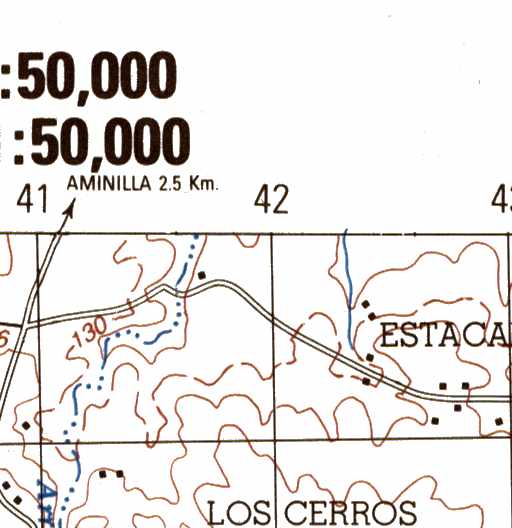 :50,000
:50,000
AMINILLA 2.5 Km.
41
42
130
ESTACA
LOS CERROS